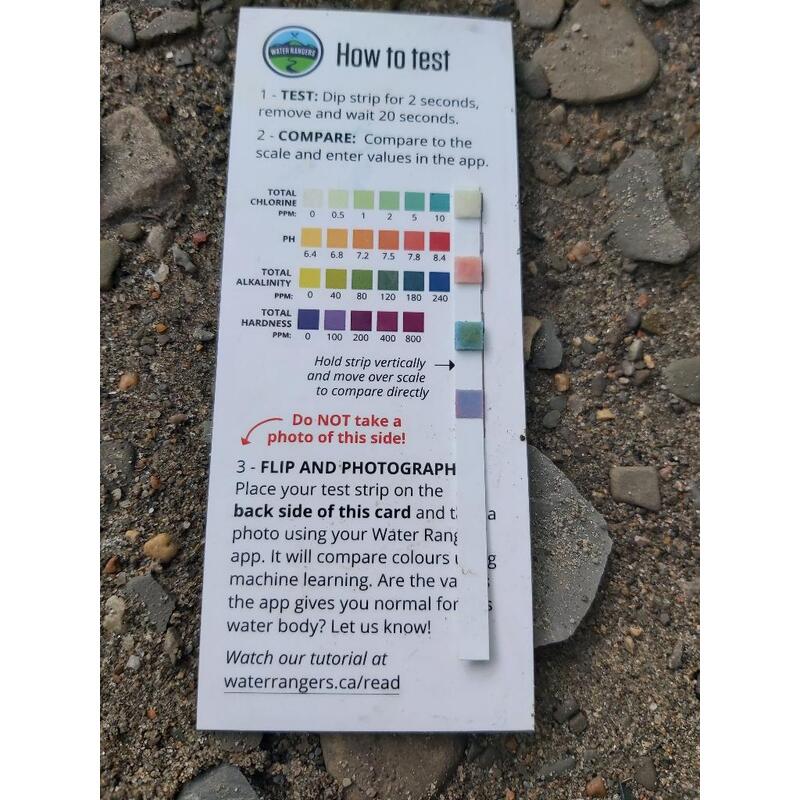 WATER RANGERS
How to test
1 - TEST: Dip strip for 2 seconds,
remove and wait 20 seconds.
2 - COMPARE: Compare to the
scale and enter values in the app.
TOTAL
CHLORINE
PPM: 0 0.5 1 2 5 10
PH
6.4 6.8 7.2 7.5 7.8 8.4
TOTAL
ALKALINITY
PPM: 0 40 80 120 180 240
TOTAL
HARDNESS
PPM: 0 100 200 400 800
Hold strip vertically
and move over scale
to compare directly
Do NOT take a
photo of this side!
3 - FLIP AND PHOTOGRAPH
Place your test strip on the
back side of this card and a
photo using your Water
app. It will compare colours
machine learning. Are the
the app gives you normal for
water body? Let us know!
Watch our tutorial at
waterrangers.ca/read